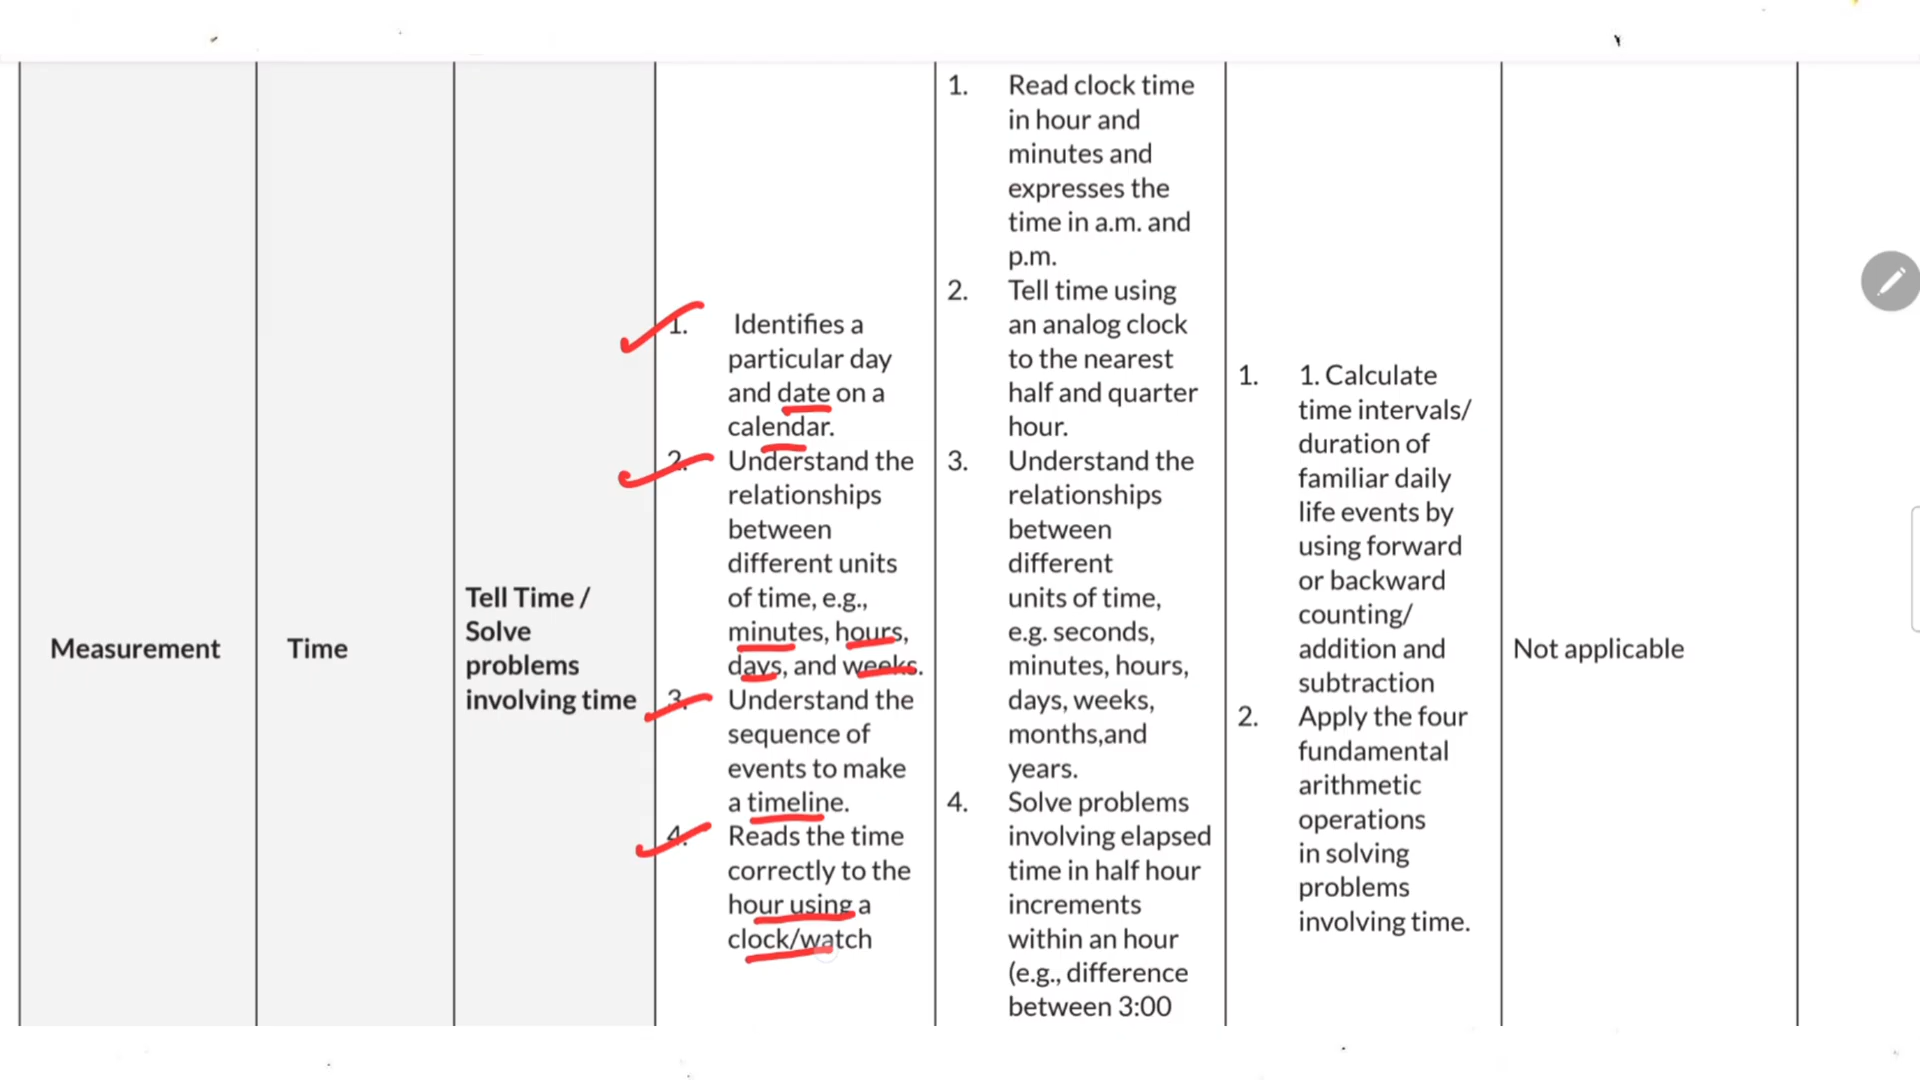 Measurement
Time
Tell Time /
Solve
problems
involving time
1. Identifies a
particular day
and date on a
calendar.
2. Understand the
relationships
between
different units
of time, e.g.,
minutes, hours,
days, and weeks.
3. Understand the
sequence of
events to make
a timeline.
4. Reads the time
correctly to the
hour using a
clock/watch
1. Read clock time
in hour and
minutes and
expresses the
time in a.m. and
p.m.
2. Tell time using
an analog clock
to the nearest
half and quarter
hour.
3. Understand the
relationships
between
different
units of time,
e.g. seconds,
minutes, hours,
days, weeks,
months,and
years.
4. Solve problems
involving elapsed
time in half hour
increments
within an hour
(e.g., difference
between 3:00
1. 1. Calculate
time intervals/
duration of
familiar daily
life events by
using forward
or backward
counting/
addition and
subtraction
2. Apply the four
fundamental
arithmetic
operations
in solving
problems
involving time.
Not applicable